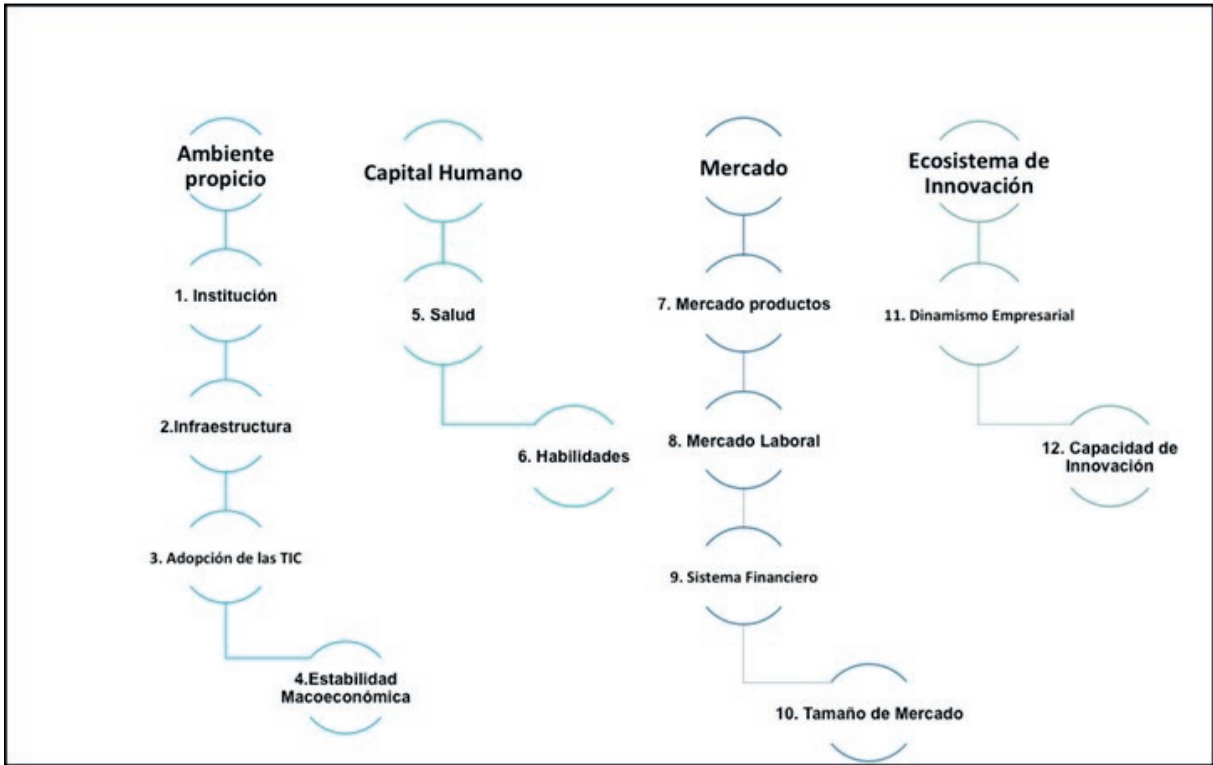 Ambiente
propicio
1. Institución
2.Infraestructura
3. Adopción de las TIC
4.Estabilidad
Macoeconómica
Capital Humano
5. Salud
6. Habilidades
Mercado
7. Mercado productos
8. Mercado Laboral
9. Sistema Financiero
10. Tamaño de Mercado
Ecosistema de
Innovación
11. Dinamismo Empresarial
12. Capacidad de
Innovación